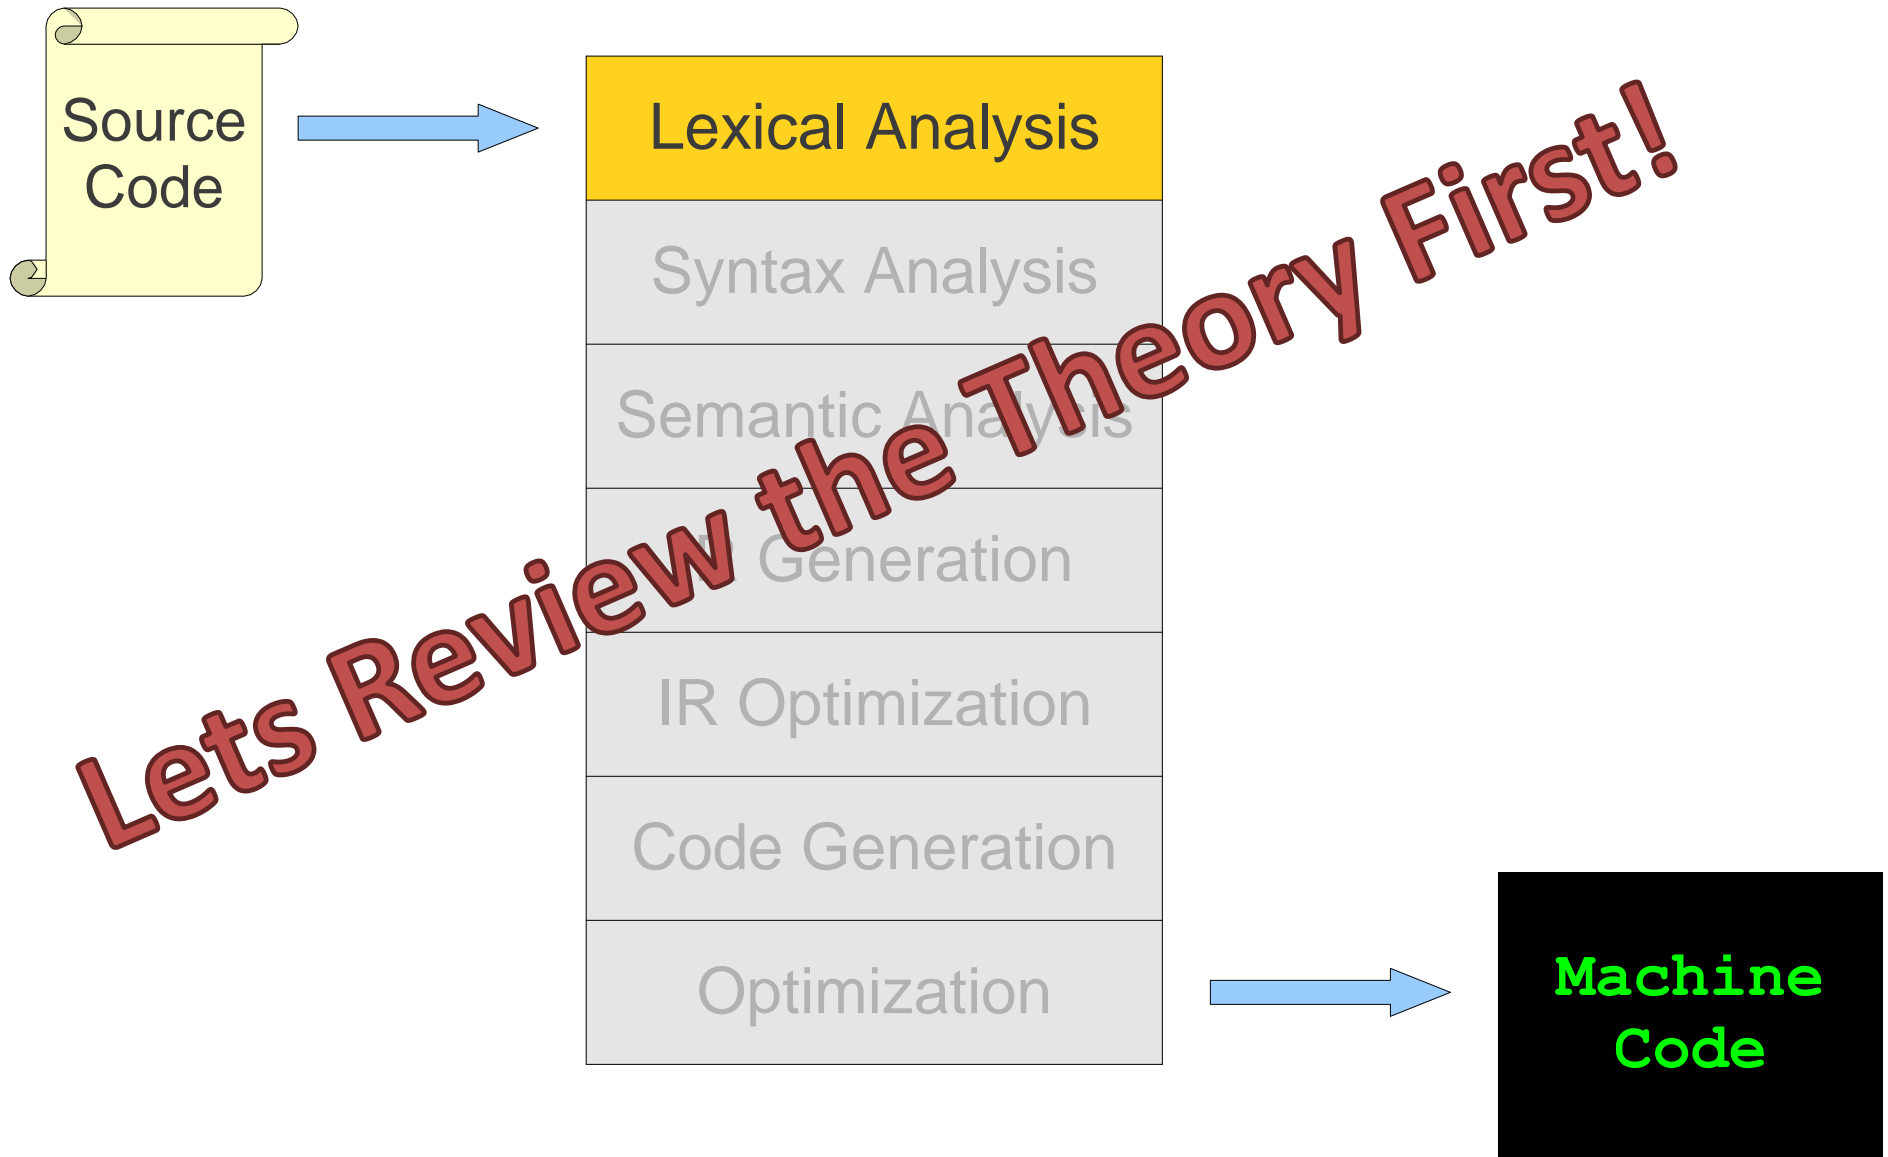 Source
Code
Lexical Analysis
Syntax Analysis
Semantic Analysis
IR Generation
IR Optimization
Code Generation
Optimization
Machine
Code
Lets Review the Theory First!